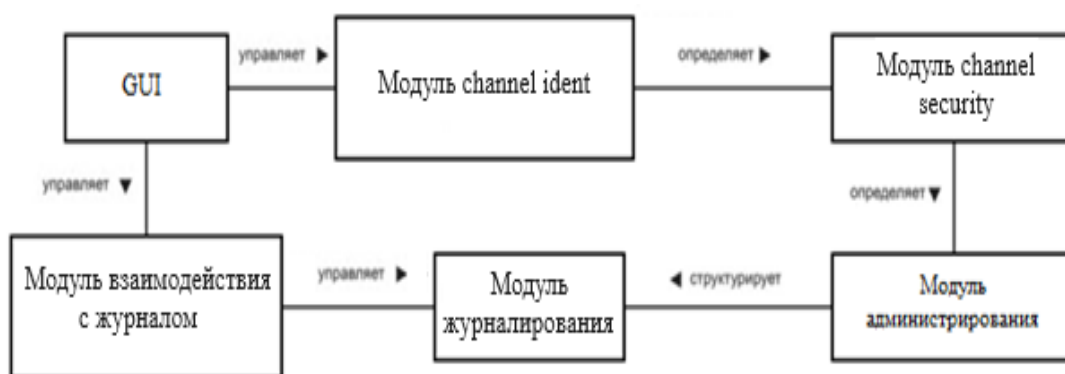 управляет
определяет
GUI
Модуль channel ident
Модуль channel
security
управляет
определяет
Модуль взаимодействия
с журналом
управляет
Модуль
журналирования
структурирует
Модуль
администрирования